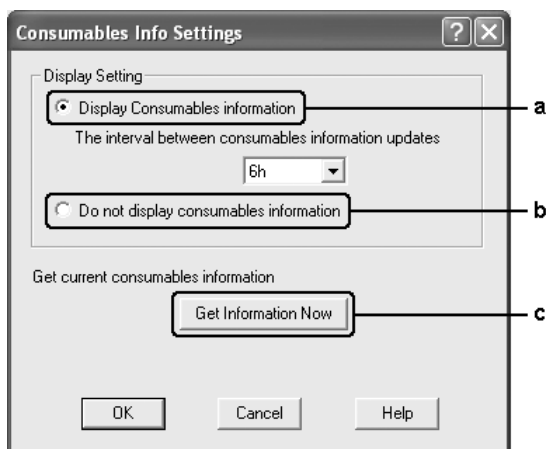 Consumables Info Settings
Display Setting
Display Consumables information
a
The interval between consumables information updates
6h
Do not display consumables information
b
Get current consumables information
Get Information Now
c
OK
Cancel
Help